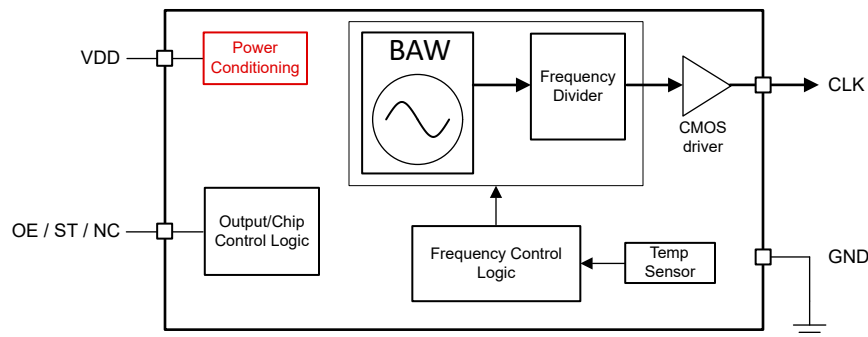 VDD
Power
Conditioning
BAW
Frequency
Divider
CMOS
driver
CLK
OE / ST / NC
Output/Chip
Control Logic
Frequency Control
Logic
Temp
Sensor
GND